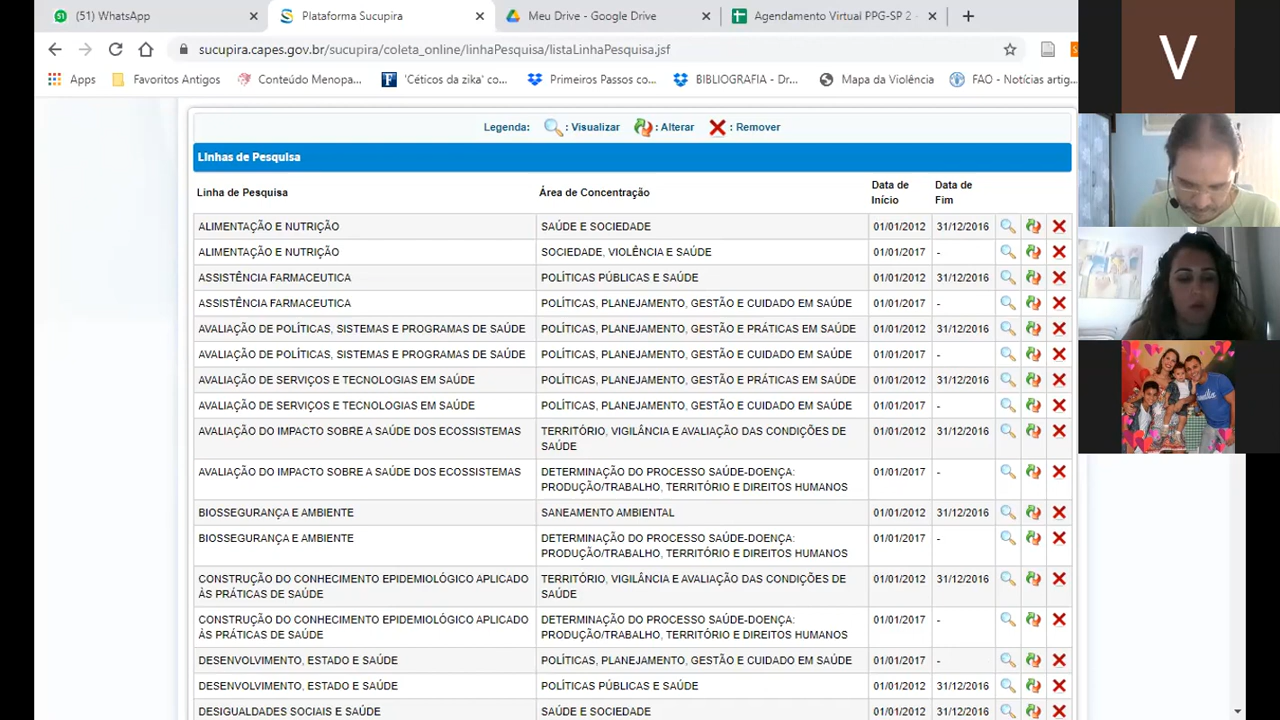 (51) WhatsApp
Plataforma Sucupira
Meu Drive - Google Drive
Agendamento Virtual PPG-SP 2 -
sucupira.capes.gov.br/sucupira/coleta_online/linhaPesquisa/listaLinhaPesquisa.jsf
Apps
Favoritos Antigos
Conteúdo Menopa...
'Céticos da zika' co...
Primeiros Passos co...
BIBLIOGRAFIA - Dr...
Mapa da Violência
FAO - Notícias artig...
V
Legenda: : Visualizar : Alterar : Remover
Linhas de Pesquisa
Linha de Pesquisa Área de Concentração Data de Início Data de Fim
ALIMENTAÇÃO E NUTRIÇÃO SAÚDE E SOCIEDADE 01/01/2012 31/12/2016
ALIMENTAÇÃO E NUTRIÇÃO SOCIEDADE, VIOLÊNCIA E SAÚDE 01/01/2017 -
ASSISTÊNCIA FARMACEUTICA POLÍTICAS PÚBLICAS E SAÚDE 01/01/2012 31/12/2016
ASSISTÊNCIA FARMACEUTICA POLÍTICAS, PLANEJAMENTO, GESTÃO E CUIDADO EM SAÚDE 01/01/2017 -
AVALIAÇÃO DE POLÍTICAS, SISTEMAS E PROGRAMAS DE SAÚDE POLÍTICAS, PLANEJAMENTO, GESTÃO E PRÁTICAS EM SAÚDE 01/01/2012 31/12/2016
AVALIAÇÃO DE POLÍTICAS, SISTEMAS E PROGRAMAS DE SAÚDE POLÍTICAS, PLANEJAMENTO, GESTÃO E CUIDADO EM SAÚDE 01/01/2017 -
AVALIAÇÃO DE SERVIÇOS E TECNOLOGIAS EM SAÚDE POLÍTICAS, PLANEJAMENTO, GESTÃO E PRÁTICAS EM SAÚDE 01/01/2012 31/12/2016
AVALIAÇÃO DE SERVIÇOS E TECNOLOGIAS EM SAÚDE POLÍTICAS, PLANEJAMENTO, GESTÃO E CUIDADO EM SAÚDE 01/01/2017 -
AVALIAÇÃO DO IMPACTO SOBRE A SAÚDE DOS ECOSSISTEMAS TERRITÓRIO, VIGILÂNCIA E AVALIAÇÃO DAS CONDIÇÕES DE 01/01/2012 31/12/2016
SAÚDE
AVALIAÇÃO DO IMPACTO SOBRE A SAÚDE DOS ECOSSISTEMAS DETERMINAÇÃO DO PROCESSO SAÚDE-DOENÇA: 01/01/2017 -
PRODUÇÃO/TRABALHO, TERRITÓRIO E DIREITOS HUMANOS
BIOSSEGURANÇA E AMBIENTE SANEAMENTO AMBIENTAL 01/01/2012 31/12/2016
BIOSSEGURANÇA E AMBIENTE DETERMINAÇÃO DO PROCESSO SAÚDE-DOENÇA: 01/01/2017 -
PRODUÇÃO/TRABALHO, TERRITÓRIO E DIREITOS HUMANOS
CONSTRUÇÃO DO CONHECIMENTO EPIDEMIOLÓGICO APLICADO TERRITÓRIO, VIGILÂNCIA E AVALIAÇÃO DAS CONDIÇÕES DE 01/01/2012 31/12/2016
ÀS PRÁTICAS DE SAÚDE SAÚDE
CONSTRUÇÃO DO CONHECIMENTO EPIDEMIOLÓGICO APLICADO DETERMINAÇÃO DO PROCESSO SAÚDE-DOENÇA: 01/01/2017 -
ÀS PRÁTICAS DE SAÚDE PRODUÇÃO/TRABALHO, TERRITÓRIO E DIREITOS HUMANOS
DESENVOLVIMENTO, ESTADO E SAÚDE POLÍTICAS, PLANEJAMENTO, GESTÃO E CUIDADO EM SAÚDE 01/01/2017 -
DESENVOLVIMENTO, ESTADO E SAÚDE POLÍTICAS PÚBLICAS E SAÚDE 01/01/2012 31/12/2016
DESIGUALDADES SOCIAIS E SAÚDE SAÚDE E SOCIEDADE 01/01/2012 31/12/2016